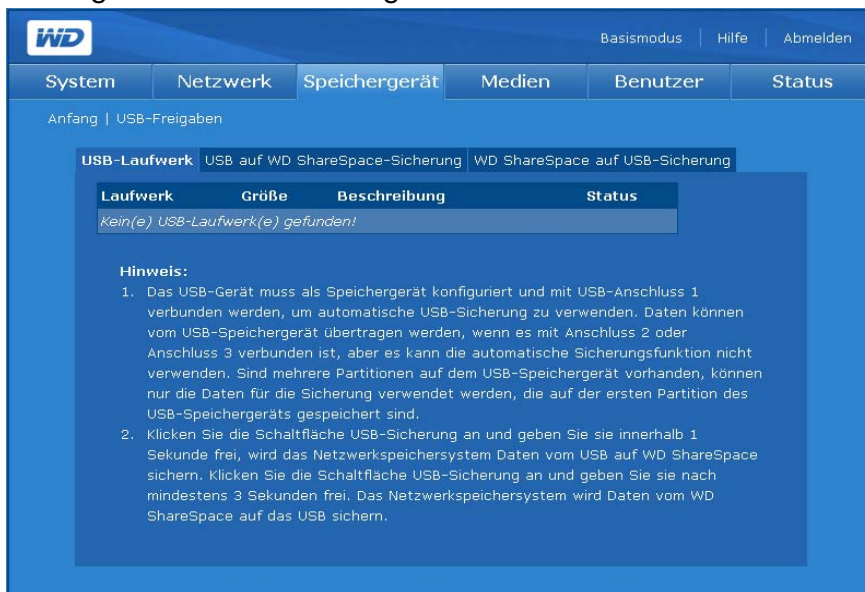 WD
Basismodus | Hilfe | Abmelden
System Netzwerk Speichergerät Medien Benutzer Status
Anfang | USB-Freigaben
USB-Laufwerk USB auf WD ShareSpace-Sicherung WD ShareSpace auf USB-Sicherung
Laufwerk Größe Beschreibung Status
Kein(e) USB-Laufwerk(e) gefunden!
Hinweis:
1. Das USB-Gerät muss als Speichergerät konfiguriert und mit USB-Anschluss 1
verbunden werden, um automatische USB-Sicherung zu verwenden. Daten können
vom USB-Speichergerät übertragen werden, wenn es mit Anschluss 2 oder
Anschluss 3 verbunden ist, aber es kann die automatische Sicherungsfunktion nicht
verwenden. Sind mehrere Partitionen auf dem USB-Speichergerät vorhanden, können
nur die Daten für die Sicherung verwendet werden, die auf der ersten Partition des
USB-Speichergeräts gespeichert sind.
2. Klicken Sie die Schaltfläche USB-Sicherung an und geben Sie sie innerhalb 1
Sekunde frei, wird das Netzwerkspeichersystem Daten vom USB auf WD ShareSpace
sichern. Klicken Sie die Schaltfläche USB-Sicherung an und geben Sie sie nach
mindestens 3 Sekunden frei. Das Netzwerkspeichersystem wird Daten vom WD
ShareSpace auf das USB sichern.